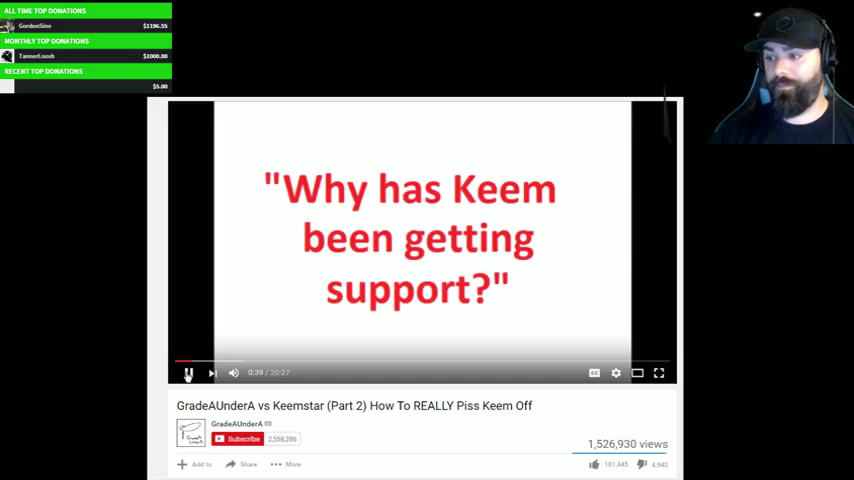 ALL TIME TOP DONATIONS
GordonSine $1196.55
MONTHLY TOP DONATIONS
TannerLoosh $1000.00
RECENT TOP DONATIONS
$5.00
"Why has Keem
been getting
support?"
0:39 / 20:27
CC
GradeAUnderA vs Keemstar (Part 2) How To REALLY Piss Keem Off
GradeAUnderA
Subscribe 2,558,286
1,526,930 views
Add to Share More 181,445 4,940